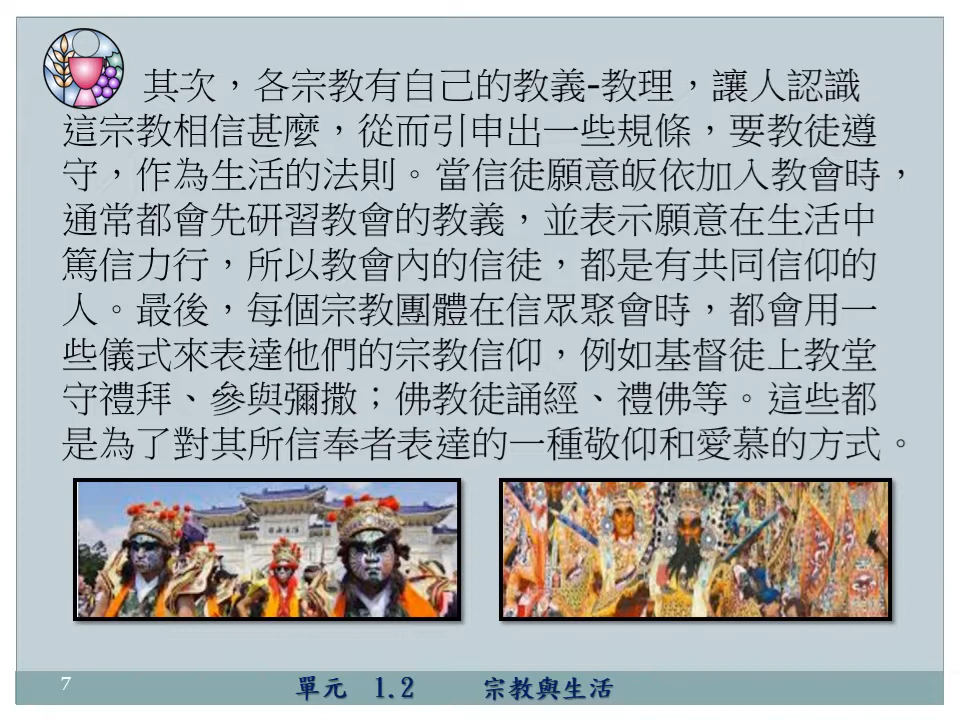 其次，各宗教有自己的教義-教理，讓人認識
這宗教相信甚麼，從而引申出一些規條，要教徒遵
守，作為生活的法則。當信徒願意皈依加入教會時，
通常都會先研習教會的教義，並表示願意在生活中
篤信力行，所以教會內的信徒，都是有共同信仰的
人。最後，每個宗教團體在信眾聚會時，都會用一
些儀式來表達他們的宗教信仰，例如基督徒上教堂
守禮拜、參與彌撒；佛教徒誦經、禮佛等。這些都
是為了對其所信奉者表達的一種敬仰和愛慕的方式。
7
單元 1.2 宗教與生活